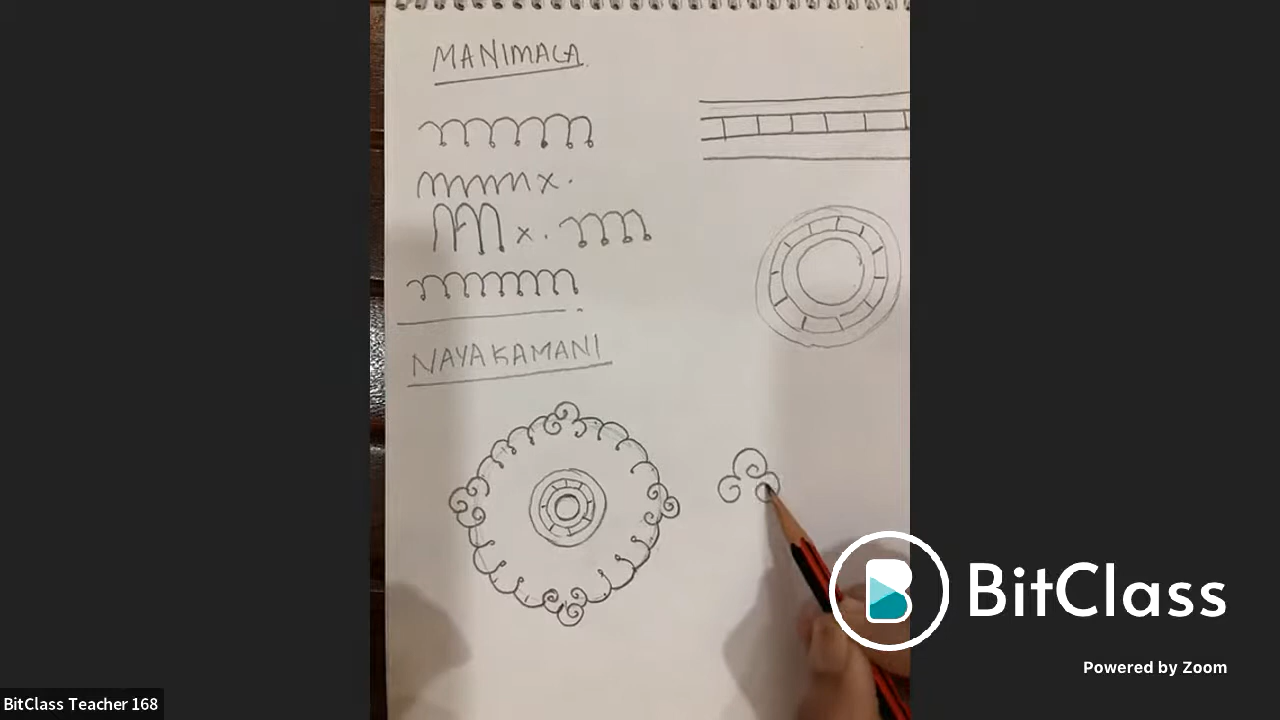 MANIMALA
x.
x.
NAYAKAMANI
BitClass
Powered by Zoom
BitClass Teacher 168